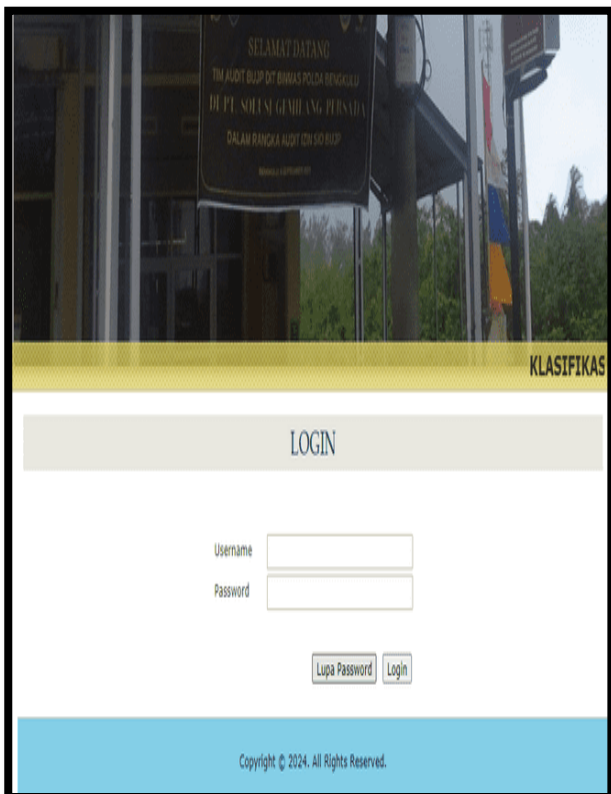 SELAMAT DATANG
TIM AUDIT BUJP DIT BINMAS POLDA BENGKULU
DI PT. SOLUSI GEMILANG PERSADA
DALAM RANGKA AUDIT IZIN SIO BUJP
KLASIFIKAS
LOGIN
Username
Password
Lupa Password Login
Copyright © 2024. All Rights Reserved.